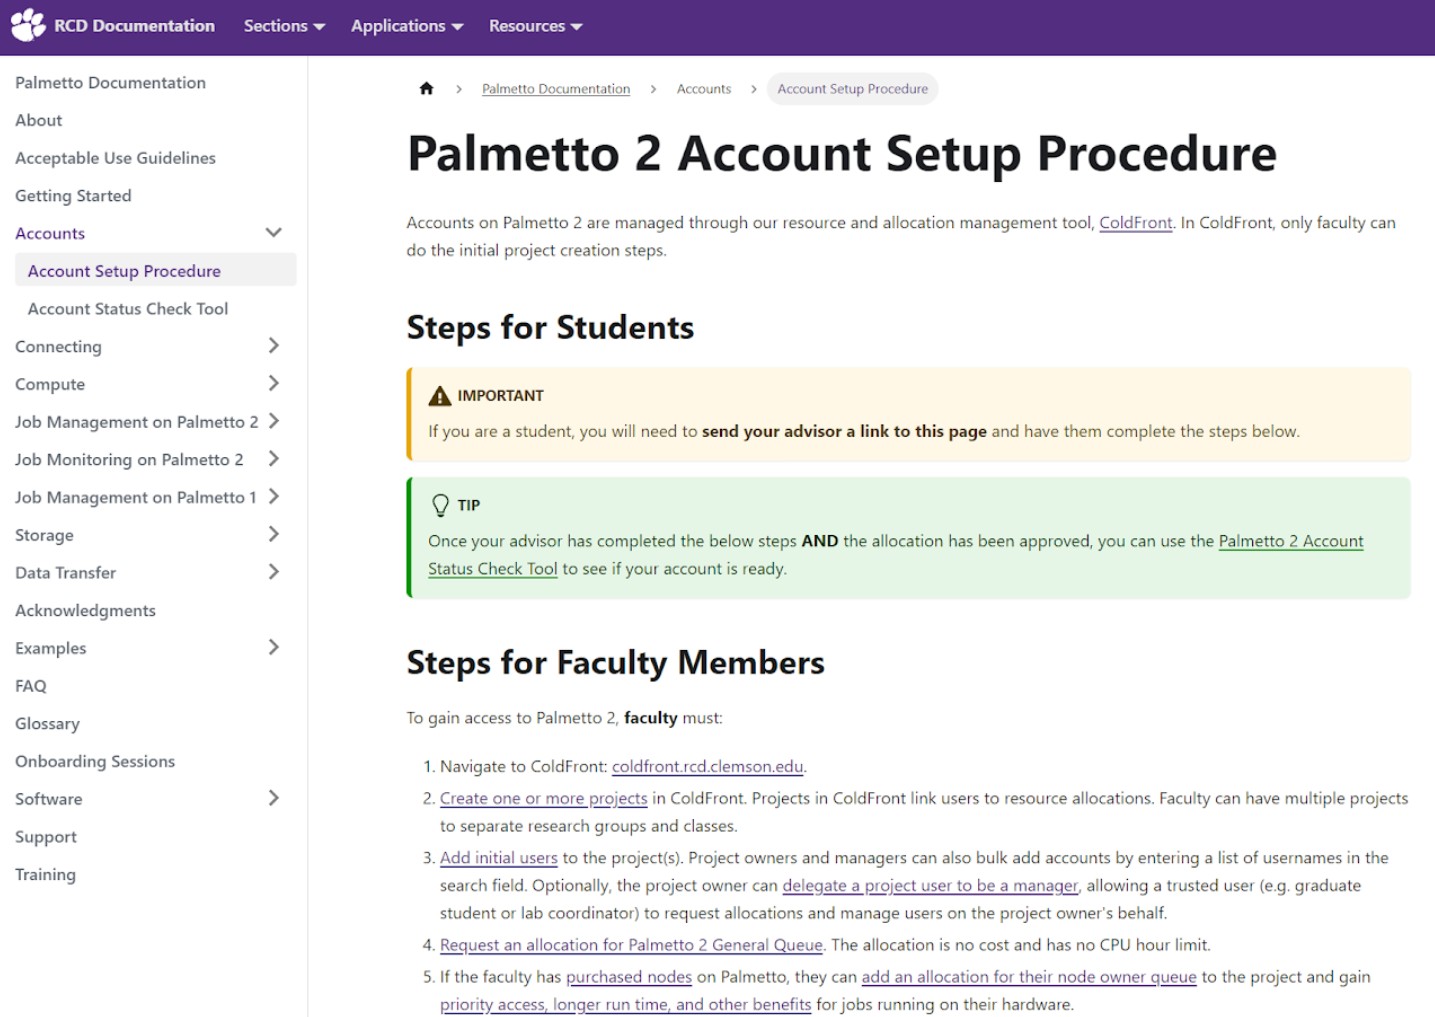 RCD Documentation Sections Applications Resources
Palmetto Documentation
About
Acceptable Use Guidelines
Getting Started
Accounts
Account Setup Procedure
Account Status Check Tool
Connecting
Compute
Job Management on Palmetto 2
Job Monitoring on Palmetto 2
Job Management on Palmetto 1
Storage
Data Transfer
Acknowledgments
Examples
FAQ
Glossary
Onboarding Sessions
Software
Support
Training
Palmetto Documentation > Accounts > Account Setup Procedure
Palmetto 2 Account Setup Procedure
Accounts on Palmetto 2 are managed through our resource and allocation management tool, ColdFront. In ColdFront, only faculty can
do the initial project creation steps.
Steps for Students
IMPORTANT
If you are a student, you will need to send your advisor a link to this page and have them complete the steps below.
TIP
Once your advisor has completed the below steps AND the allocation has been approved, you can use the Palmetto 2 Account
Status Check Tool to see if your account is ready.
Steps for Faculty Members
To gain access to Palmetto 2, faculty must:
1. Navigate to ColdFront: coldfront.rcd.clemson.edu.
2. Create one or more projects in ColdFront. Projects in ColdFront link users to resource allocations. Faculty can have multiple projects
to separate research groups and classes.
3. Add initial users to the project(s). Project owners and managers can also bulk add accounts by entering a list of usernames in the
search field. Optionally, the project owner can delegate a project user to be a manager, allowing a trusted user (e.g. graduate
student or lab coordinator) to request allocations and manage users on the project owner's behalf.
4. Request an allocation for Palmetto 2 General Queue. The allocation is no cost and has no CPU hour limit.
5. If the faculty has purchased nodes on Palmetto, they can add an allocation for their node owner queue to the project and gain
priority access, longer run time, and other benefits for jobs running on their hardware.